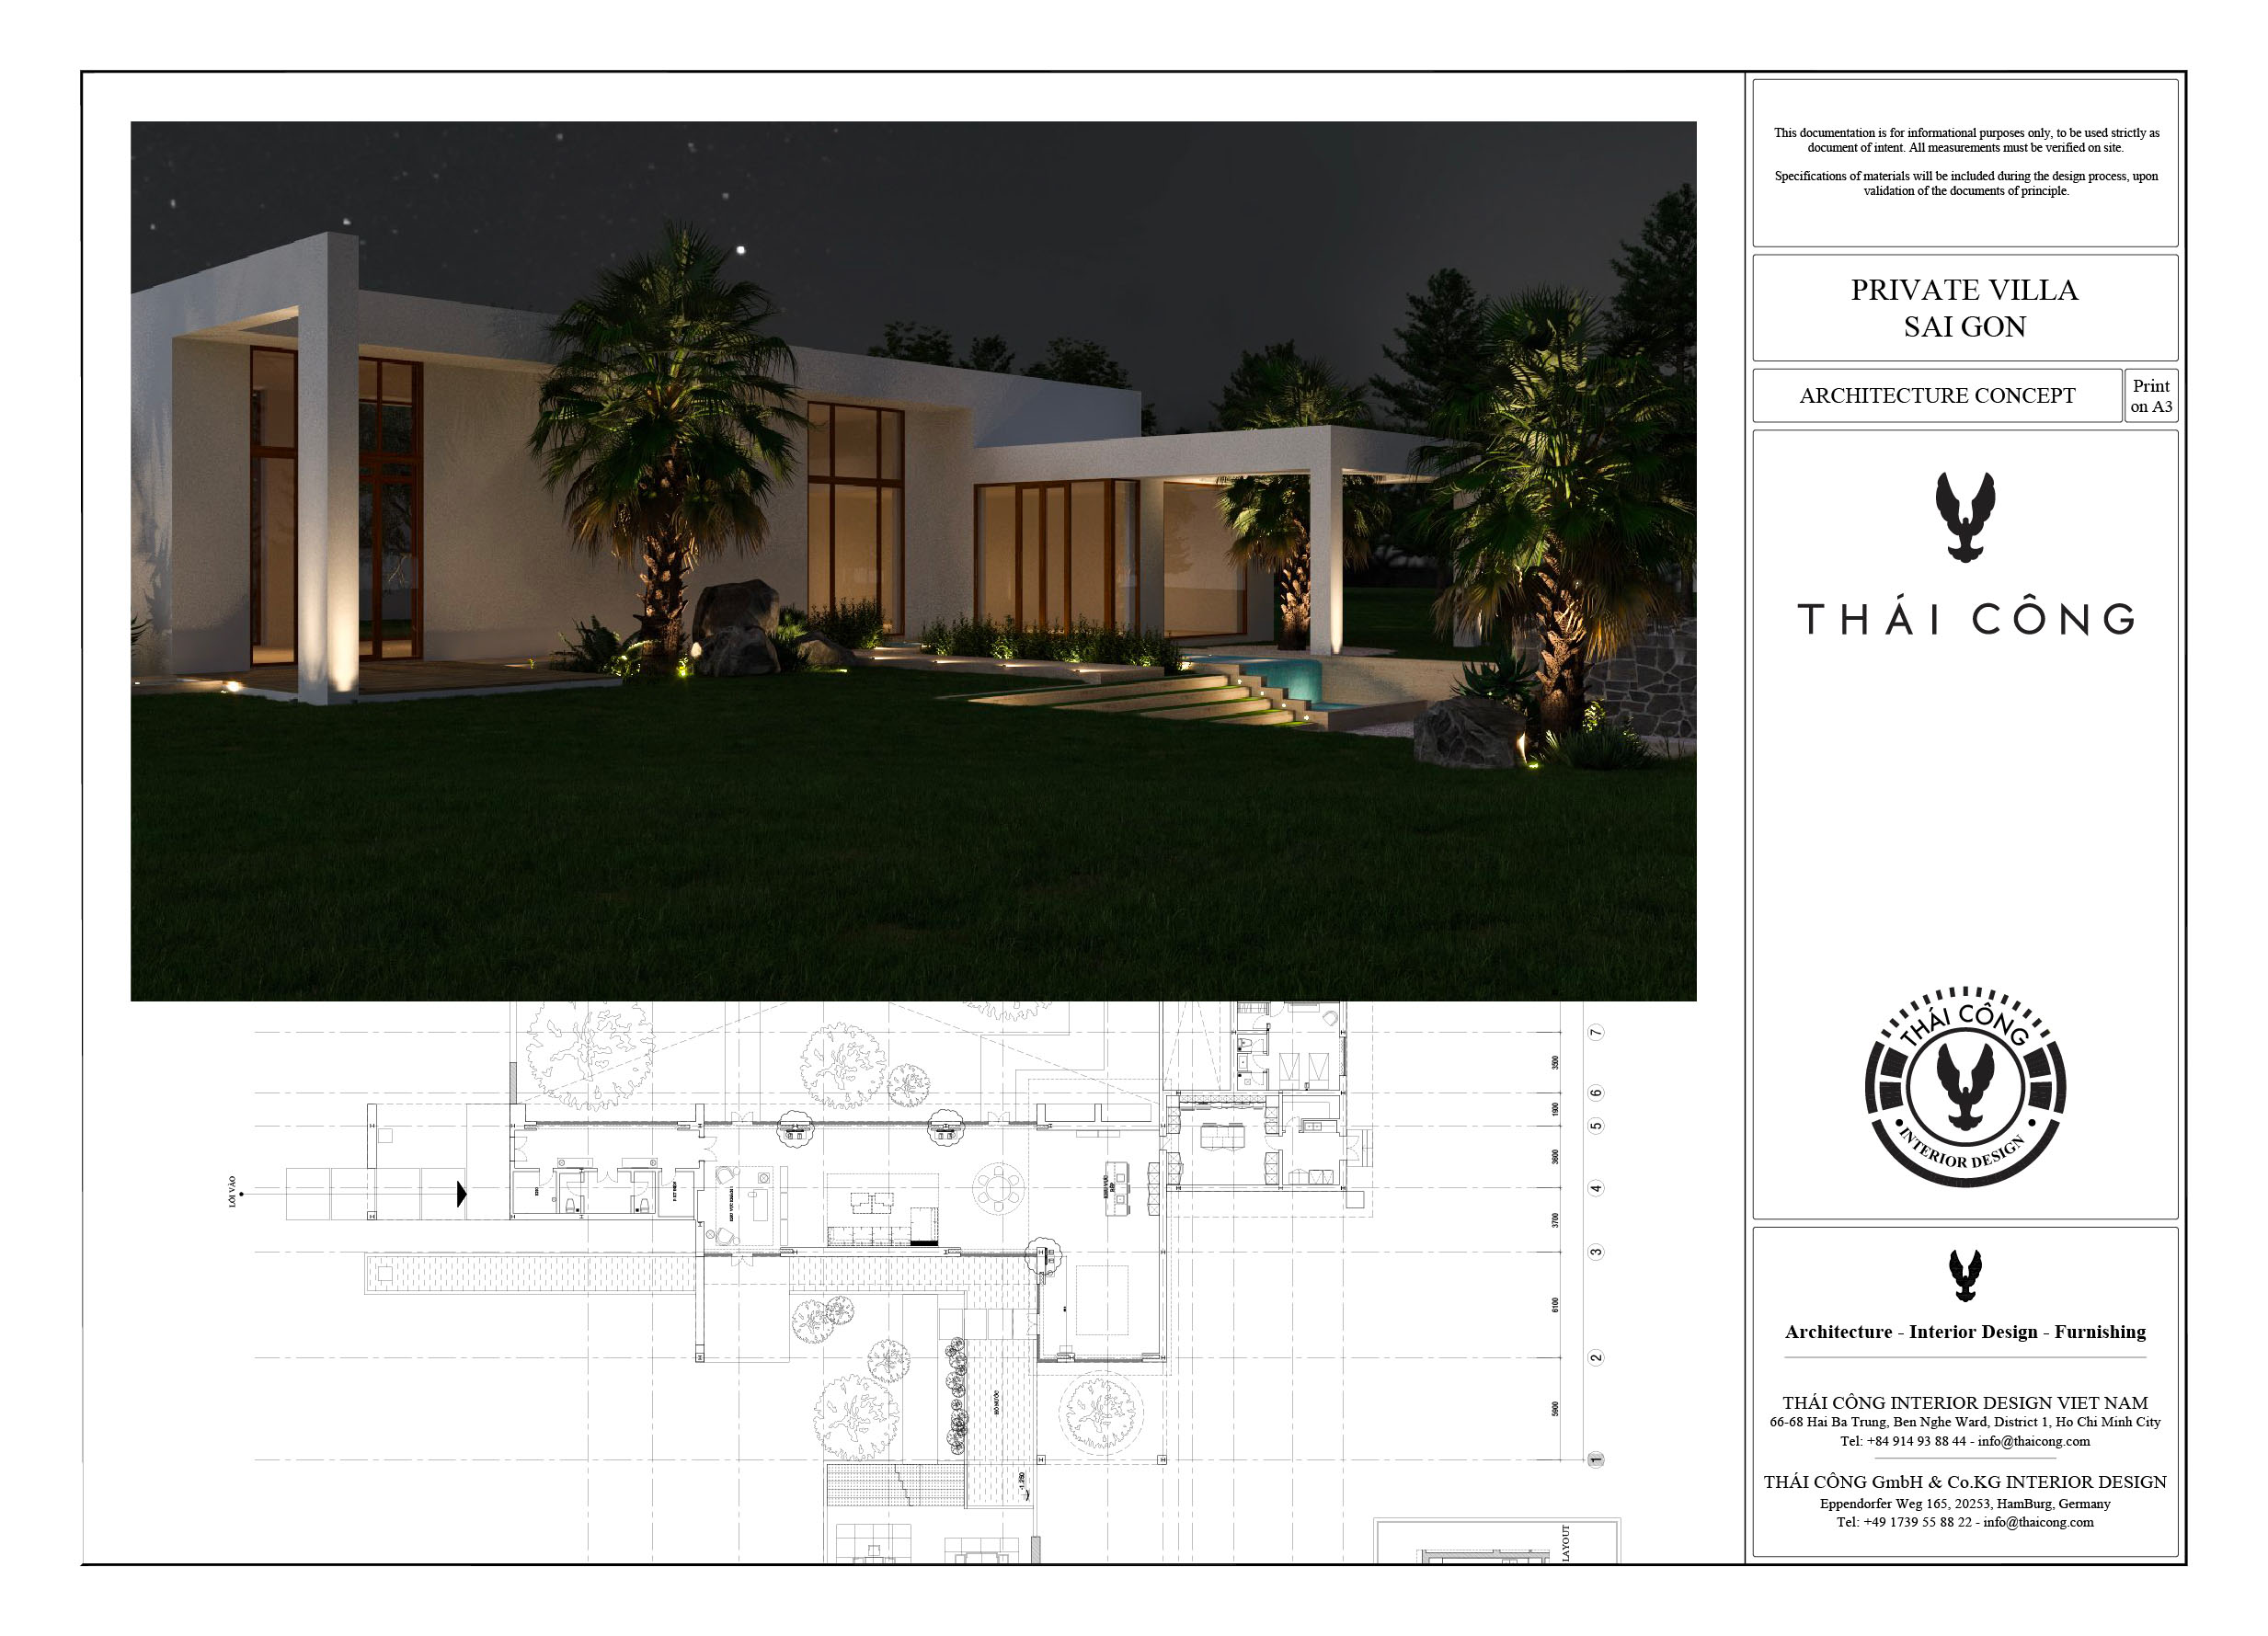 This documentation is for informational purposes only, to be used strictly as
document of intent. All measurements must be verified on site.
Specifications of materials will be included during the design process, upon
validation of the documents of principle.
PRIVATE VILLA
SAI GON
ARCHITECTURE CONCEPT
Print
on A3
THÁI CÔNG
THÁI CÔNG
INTERIOR DESIGN
Architecture - Interior Design - Furnishing
THÁI CÔNG INTERIOR DESIGN VIET NAM
66-68 Hai Ba Trung, Ben Nghe Ward, District 1, Ho Chi Minh City
Tel: +84 914 93 88 44 - info@thaicong.com
THÁI CÔNG GmbH & Co.KG INTERIOR DESIGN
Eppendorfer Weg 165, 20253, HamBurg, Germany
Tel: +49 1739 55 88 22 - info@thaicong.com
LỐI VÀO
7
3500
6
1900
5
3600
4
3700
3
6100
2
5900
1
-1.250
LAYOUT